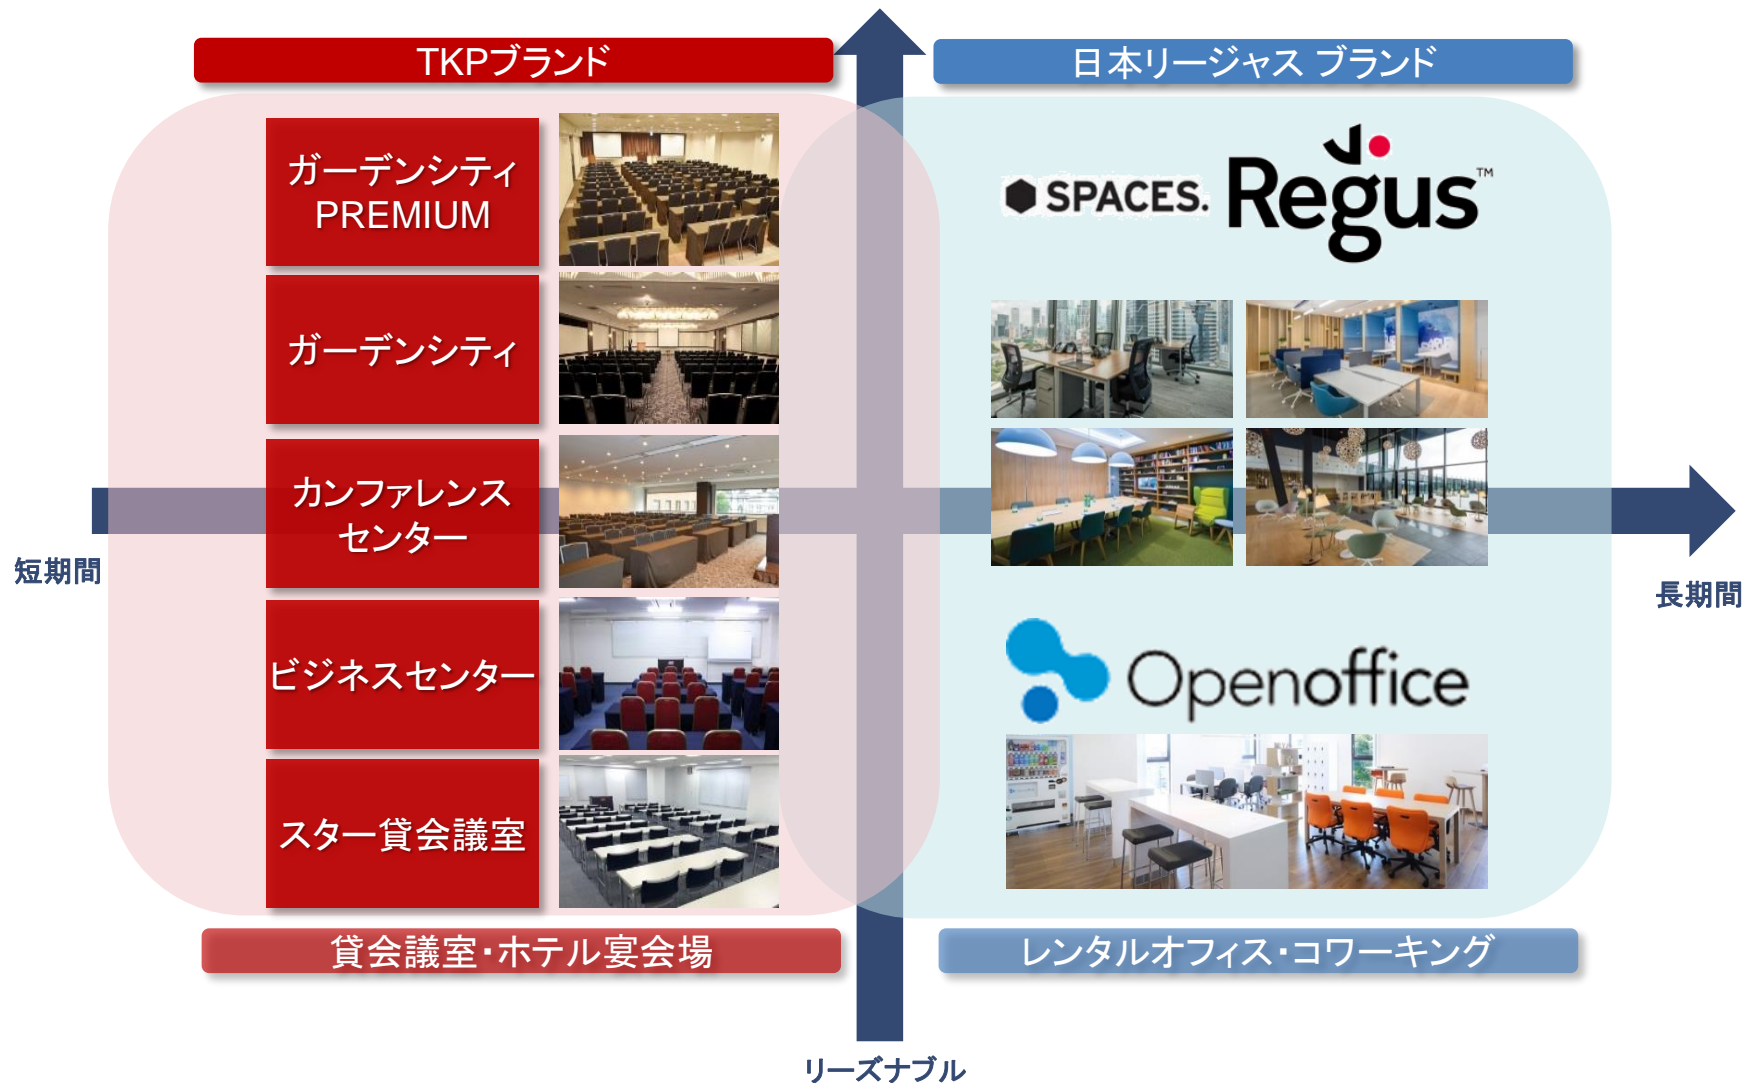 TKPブランド
日本リージャス ブランド
ガーデンシティ
PREMIUM
ガーデンシティ
カンファレンス
センター
ビジネスセンター
スター貸会議室
SPACES.
Regus™
Openoffice
短期間
長期間
貸会議室・ホテル宴会場
レンタルオフィス・コワーキング
リーズナブル